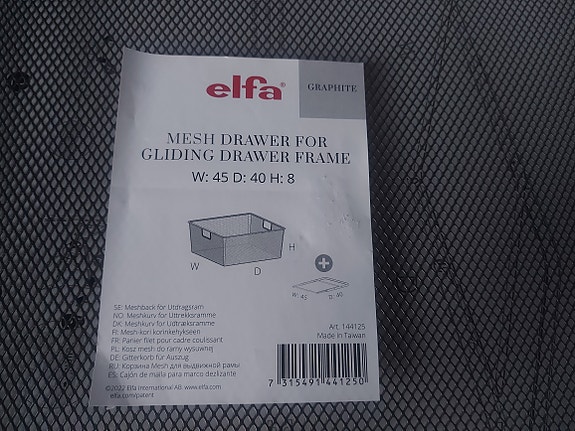 elfa®
GRAPHITE
MESH DRAWER FOR
GLIDING DRAWER FRAME
W: 45 D: 40 H: 8
H
W
D
W: 45 D: 40
SE: Meshback för Utdragsram
NO: Meshkurv for Uttrekksramme
DK: Meshkurv for Udtræksramme
FI: Mesh-kori korinkehykseen
FR: Panier filet pour cadre coulissant
PL: Kosz mesh do ramy wysuwnej
DE: Gitterkorb für Auszug
RU: Корзина Mesh для выдвижной рамы
ES: Cajón de malla para marco deslizante
©2022 Elfa International AB. www.elfa.com
elfa.com/patent
Art. 144125
Made in Taiwan
7 315491 441250